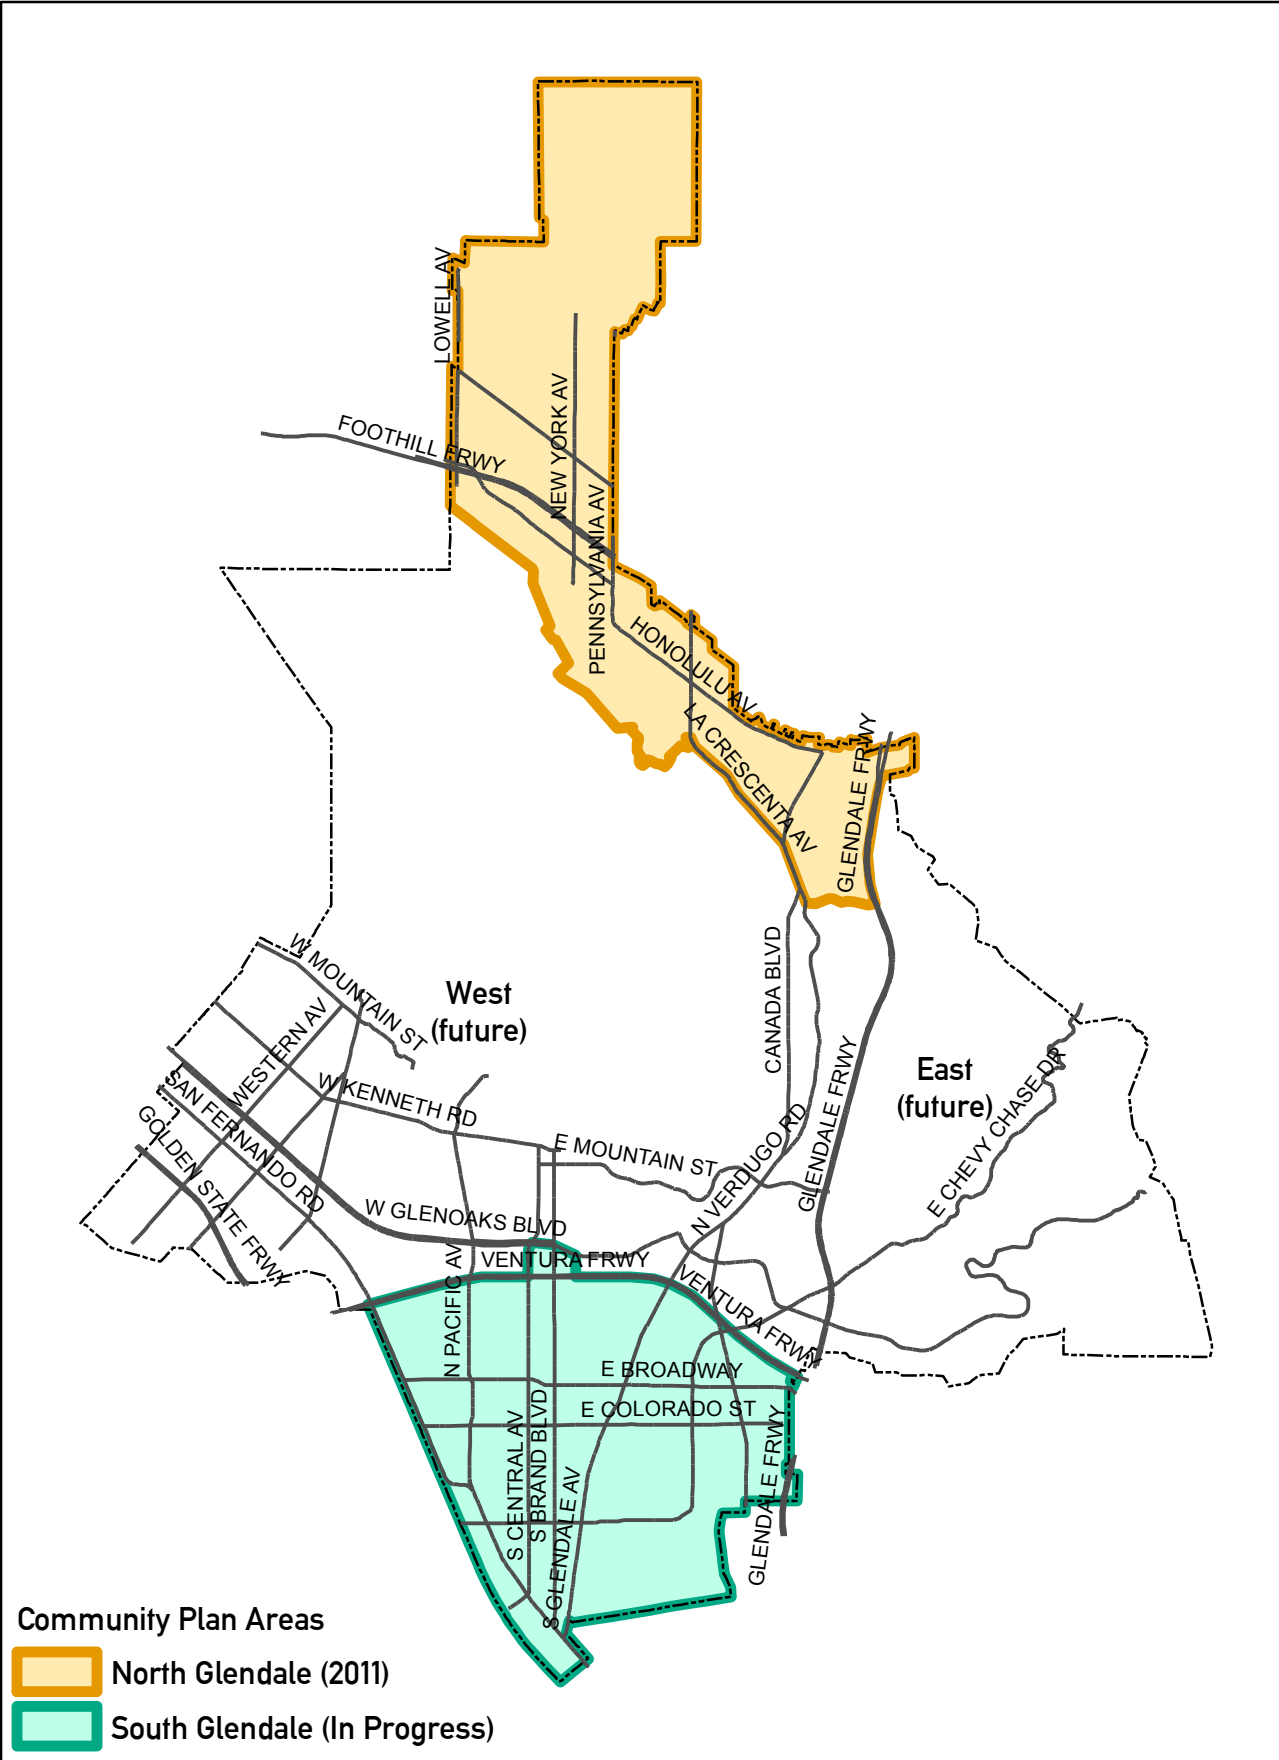 LOWELL AV
FOOTHILL FRWY
NEW YORK AV
PENNSYLVANIA AV
HONOLULU AV
LA CRESCENTA AV
GLENDALE FRWY
CANADA BLVD
W MOUNTAIN ST
West
(future)
WESTERN AV
SAN FERNANDO RD
GOLDEN STATE FRWY
W KENNETH RD
E MOUNTAIN ST
N VERDUGO RD
GLENDALE FRWY
East
(future)
E CHEVY CHASE DR
W GLENOAKS BLVD
VENTURA FRWY
VENTURA FRWY
N PACIFIC AV
E BROADWAY
E COLORADO ST
S CENTRAL AV
S BRAND BLVD
S GLENDALE AV
GLENDALE FRWY
Community Plan Areas
North Glendale (2011)
South Glendale (In Progress)